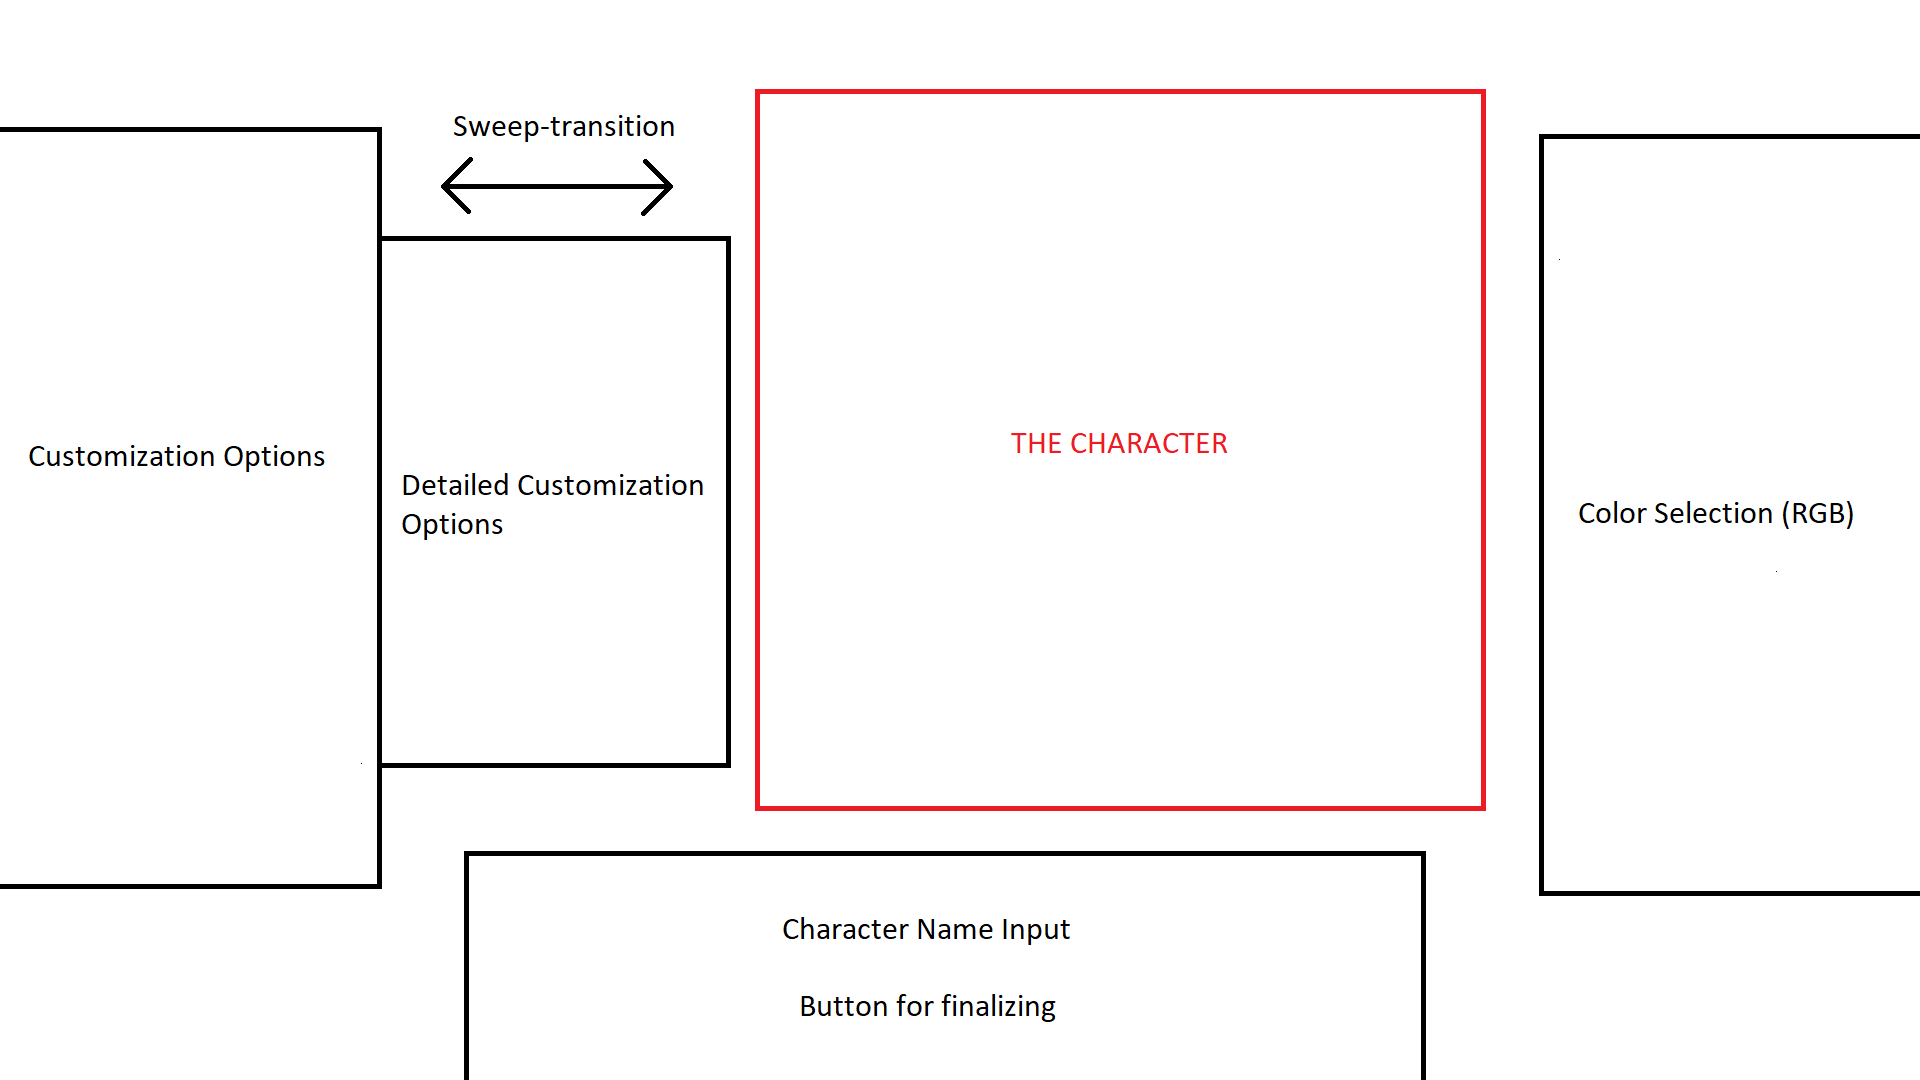 Sweep-transition
Customization Options
Detailed Customization
Options
THE CHARACTER
Color Selection (RGB)
Character Name Input
Button for finalizing